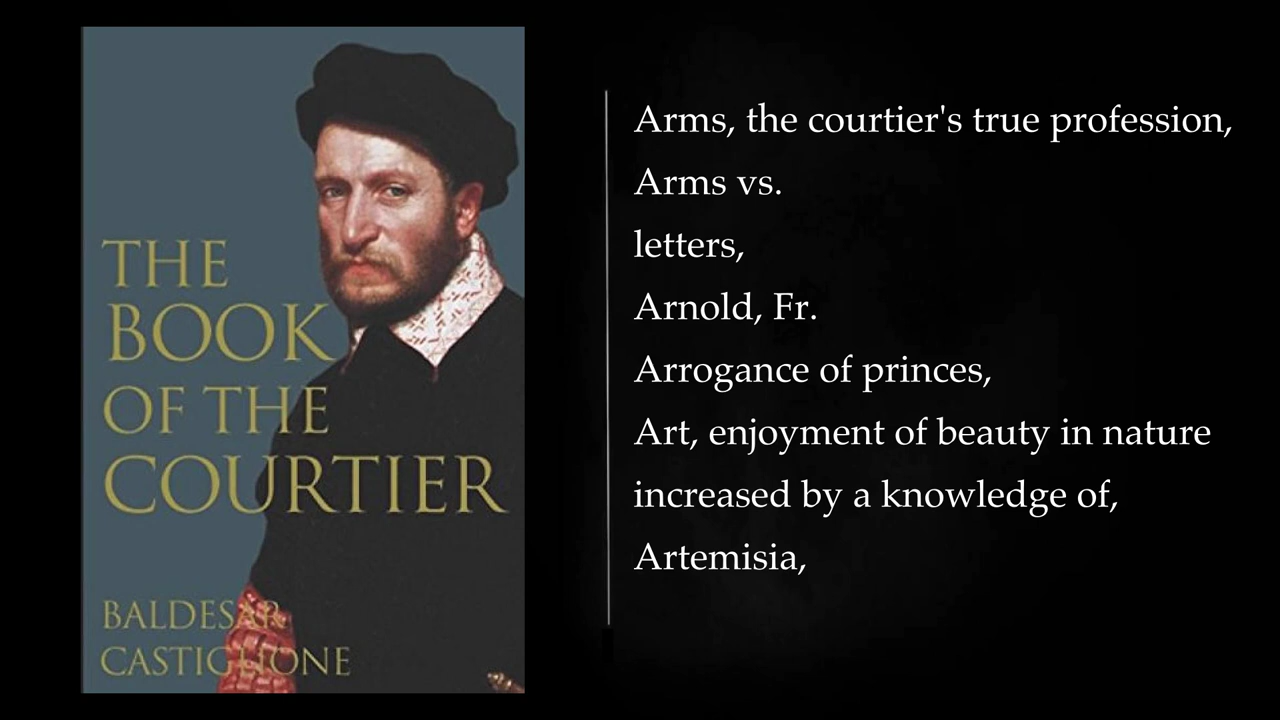 THE
BOOK
OF THE
COURTIER
BALDESAR
CASTIGLIONE
Arms, the courtier's true profession,
Arms vs.
letters,
Arnold, Fr.
Arrogance of princes,
Art, enjoyment of beauty in nature
increased by a knowledge of,
Artemisia,